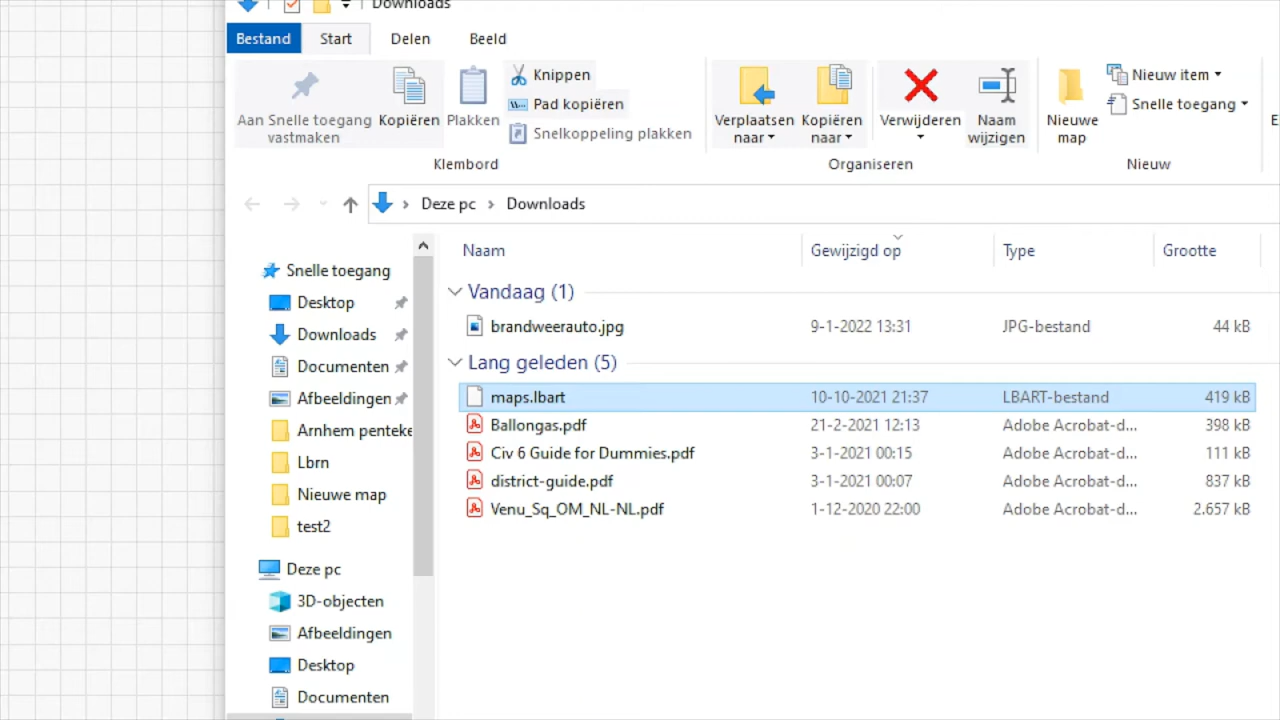 Downloads
Bestand Start Delen Beeld
Aan Snelle toegang vastmaken
Kopiëren
Plakken
Knippen
Pad kopiëren
Snelkoppeling plakken
Klembord
Verplaatsen naar
Kopiëren naar
Verwijderen
Naam wijzigen
Organiseren
Nieuwe map
Nieuw item
Snelle toegang
Nieuw
Deze pc > Downloads
Snelle toegang
Desktop
Downloads
Documenten
Afbeeldingen
Arnhem penteke
Lbrn
Nieuwe map
test2
Deze pc
3D-objecten
Afbeeldingen
Desktop
Documenten
Naam Gewijzigd op Type Grootte
Vandaag (1)
brandweerauto.jpg 9-1-2022 13:31 JPG-bestand 44 kB
Lang geleden (5)
maps.lbart 10-10-2021 21:37 LBART-bestand 419 kB
Ballongas.pdf 21-2-2021 12:13 Adobe Acrobat-d... 398 kB
Civ 6 Guide for Dummies.pdf 3-1-2021 00:15 Adobe Acrobat-d... 111 kB
district-guide.pdf 3-1-2021 00:07 Adobe Acrobat-d... 837 kB
Venu_Sq_OM_NL-NL.pdf 1-12-2020 22:00 Adobe Acrobat-d... 2.657 kB